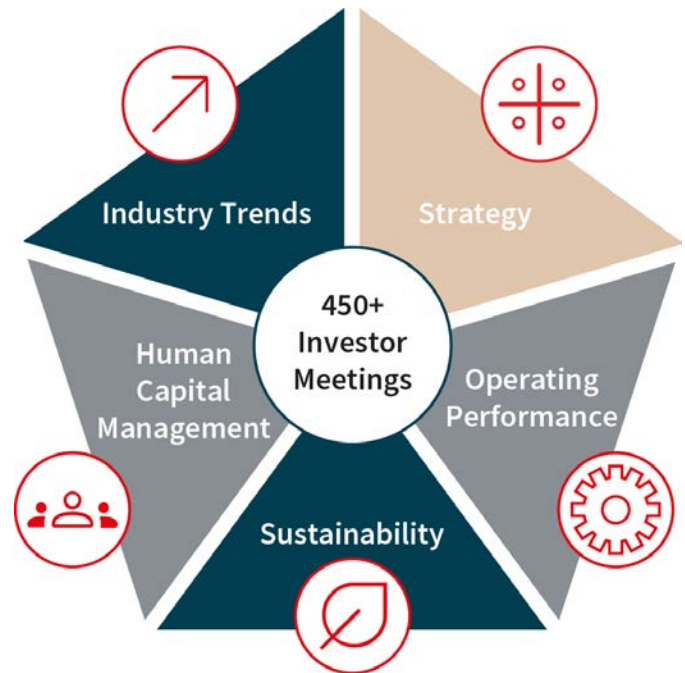 Industry Trends
Strategy
450+
Investor
Meetings
Human
Capital
Management
Operating
Performance
Sustainability